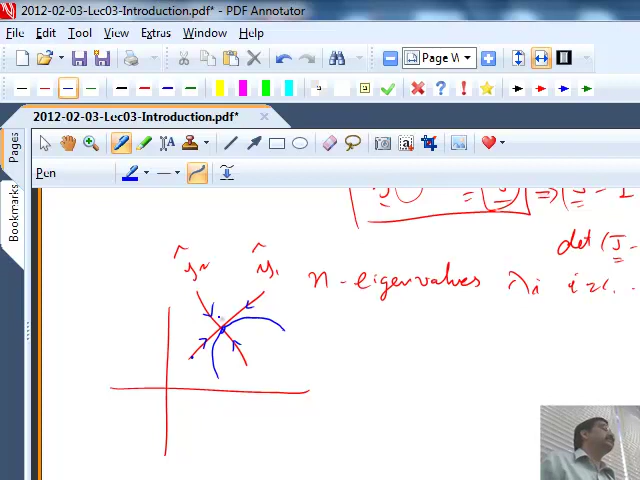 2012-02-03-Lec03-Introduction.pdf* - PDF Annotator
File Edit View Tool Extras Window Help
Page W
2012-02-03-Lec03-Introduction.pdf*
Pages
Bookmarks
Pen
det (J -
n-eigenvalues λi i=1, .